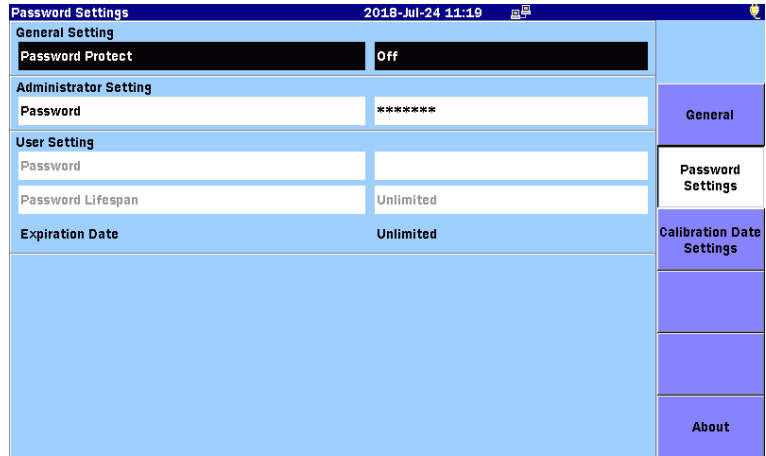 Password Settings 2018-Jul-24 11:19
General Setting
Password Protect Off
Administrator Setting
Password *******
User Setting
Password
Password Lifespan Unlimited
Expiration Date Unlimited
General
Password
Settings
Calibration Date
Settings
About